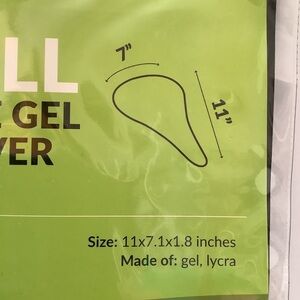 7"
LL
11"
E GEL
VER
Size: 11x7.1x1.8 inches
Made of: gel, lycra